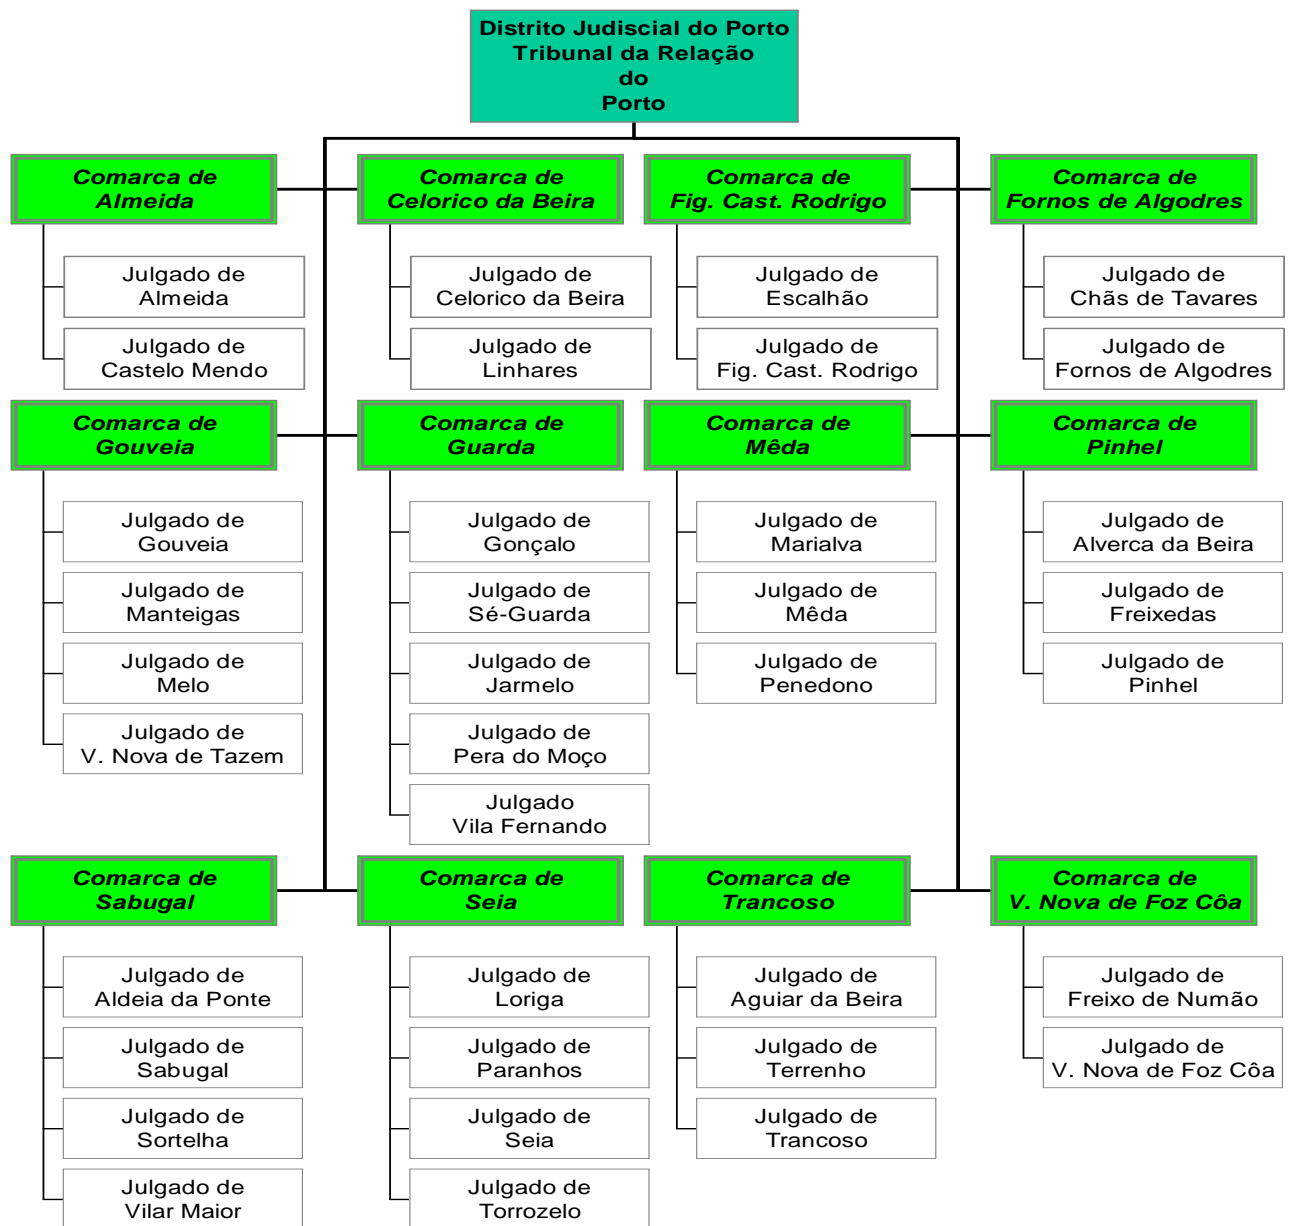 Distrito Judiscial do Porto
Tribunal da Relação
do
Porto
Comarca de
Almeida
Julgado de
Almeida
Julgado de
Castelo Mendo
Comarca de
Celorico da Beira
Julgado de
Celorico da Beira
Julgado de
Linhares
Comarca de
Fig. Cast. Rodrigo
Julgado de
Escalhão
Julgado de
Fig. Cast. Rodrigo
Comarca de
Fornos de Algodres
Julgado de
Chãs de Tavares
Julgado de
Fornos de Algodres
Comarca de
Gouveia
Julgado de
Gouveia
Julgado de
Manteigas
Julgado de
Melo
Julgado de
V. Nova de Tazem
Comarca de
Guarda
Julgado de
Gonçalo
Julgado de
Sé-Guarda
Julgado de
Jarmelo
Julgado de
Pera do Moço
Julgado
Vila Fernando
Comarca de
Mêda
Julgado de
Marialva
Julgado de
Mêda
Julgado de
Penedono
Comarca de
Pinhel
Julgado de
Alverca da Beira
Julgado de
Freixedas
Julgado de
Pinhel
Comarca de
Sabugal
Julgado de
Aldeia da Ponte
Julgado de
Sabugal
Julgado de
Sortelha
Julgado de
Vilar Maior
Comarca de
Seia
Julgado de
Loriga
Julgado de
Paranhos
Julgado de
Seia
Julgado de
Torrozelo
Comarca de
Trancoso
Julgado de
Aguiar da Beira
Julgado de
Terrenho
Julgado de
Trancoso
Comarca de
V. Nova de Foz Côa
Julgado de
Freixo de Numão
Julgado de
V. Nova de Foz Côa